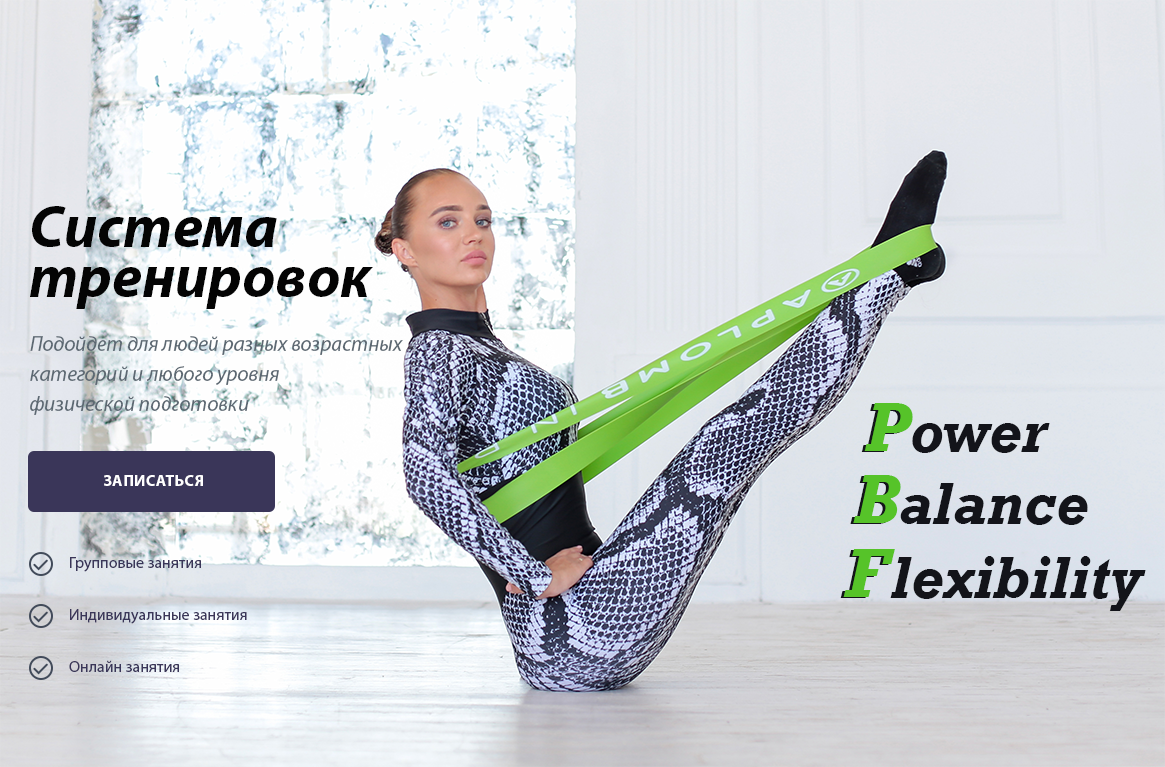 Система
тренировок
Подойдёт для людей разных возрастных
категорий и любого уровня
физической подготовки
ЗАПИСАТЬСЯ
Групповые занятия
Индивидуальные занятия
Онлайн занятия
APLOMB
Power
Balance
Flexibility